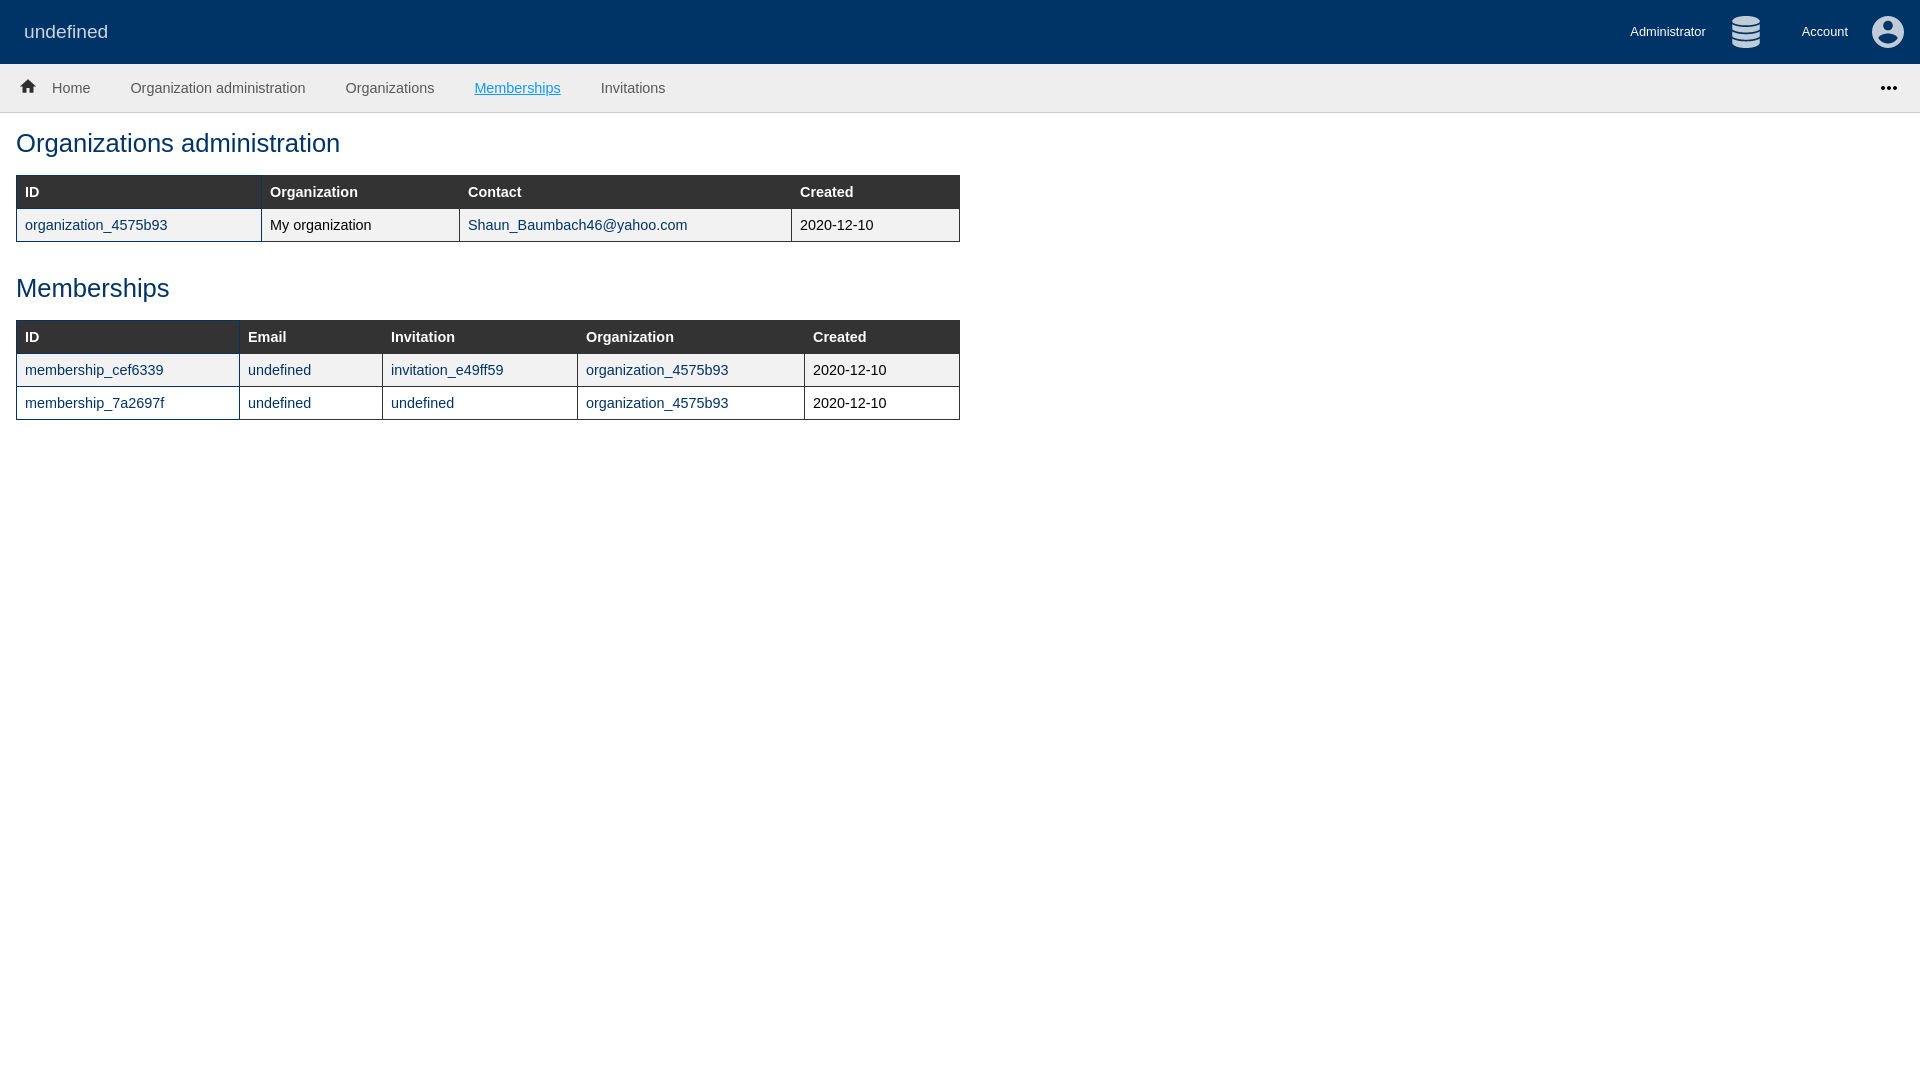 undefined Administrator Account
Home Organization administration Organizations Memberships Invitations
Organizations administration
ID Organization Contact Created
organization_4575b93 My organization Shaun_Baumbach46@yahoo.com 2020-12-10
Memberships
ID Email Invitation Organization Created
membership_cef6339 undefined invitation_e49ff59 organization_4575b93 2020-12-10
membership_7a2697f undefined undefined organization_4575b93 2020-12-10